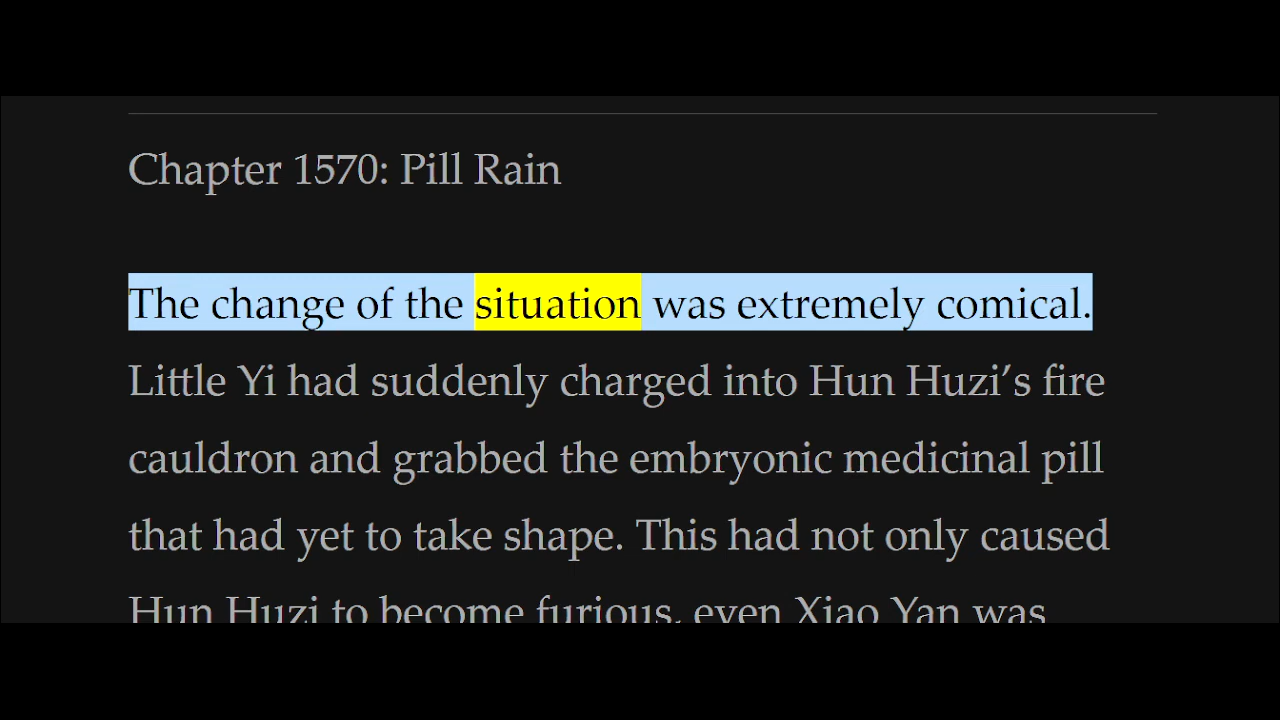 Chapter 1570: Pill Rain
The change of the situation was extremely comical.
Little Yi had suddenly charged into Hun Huzi’s fire
cauldron and grabbed the embryonic medicinal pill
that had yet to take shape. This had not only caused
Hun Huzi to become furious, even Xiao Yan was